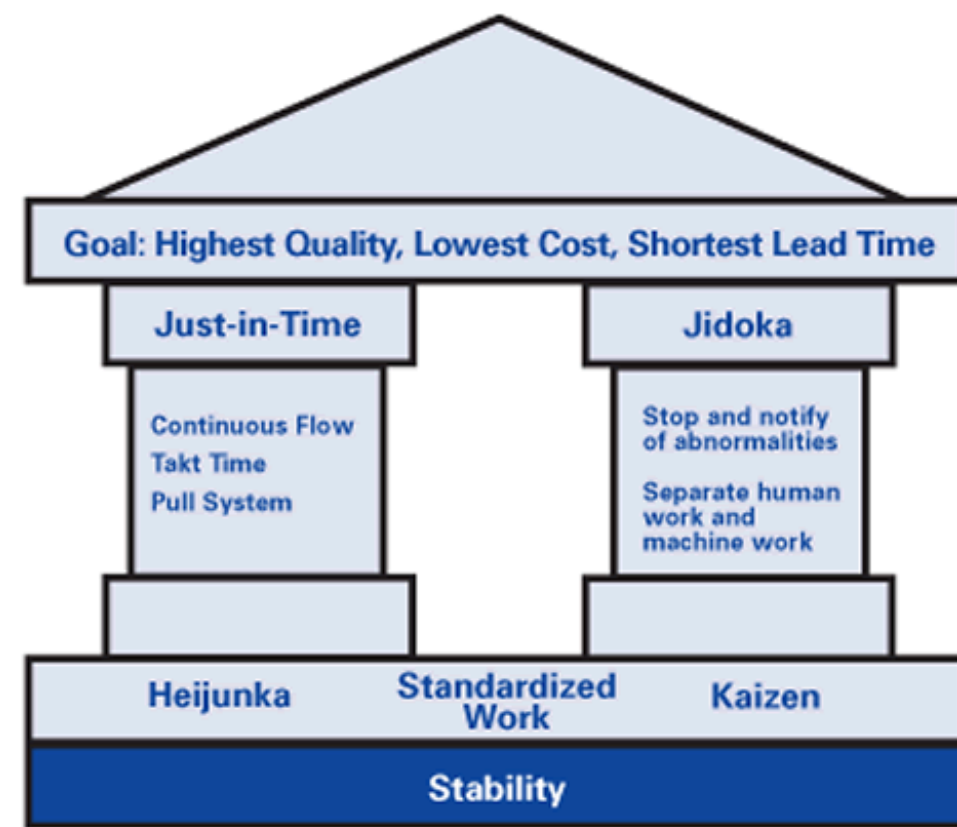 Goal: Highest Quality, Lowest Cost, Shortest Lead Time
Just-in-Time
Continuous Flow
Takt Time
Pull System
Jidoka
Stop and notify
of abnormalities
Separate human
work and
machine work
Heijunka
Standardized
Work
Kaizen
Stability